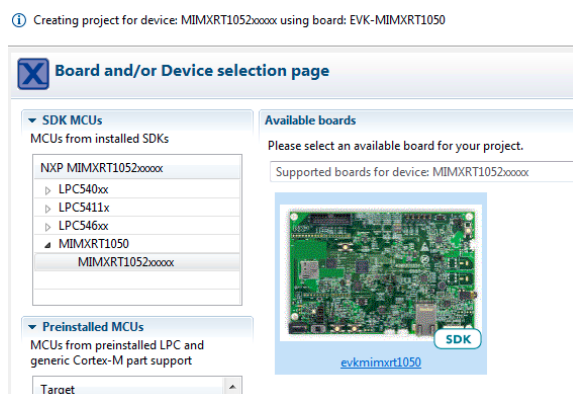 Creating project for device: MIMXRT1052xxxxx using board: EVK-MIMXRT1050
Board and/or Device selection page
SDK MCUs
MCUs from installed SDKs
NXP MIMXRT1052xxxxx
LPC540xx
LPC5411x
LPC546xx
MIMXRT1050
MIMXRT1052xxxxx
Preinstalled MCUs
MCUs from preinstalled LPC and
generic Cortex-M part support
Target
Available boards
Please select an available board for your project.
Supported boards for device: MIMXRT1052xxxxx
SDK
evkmimxrt1050